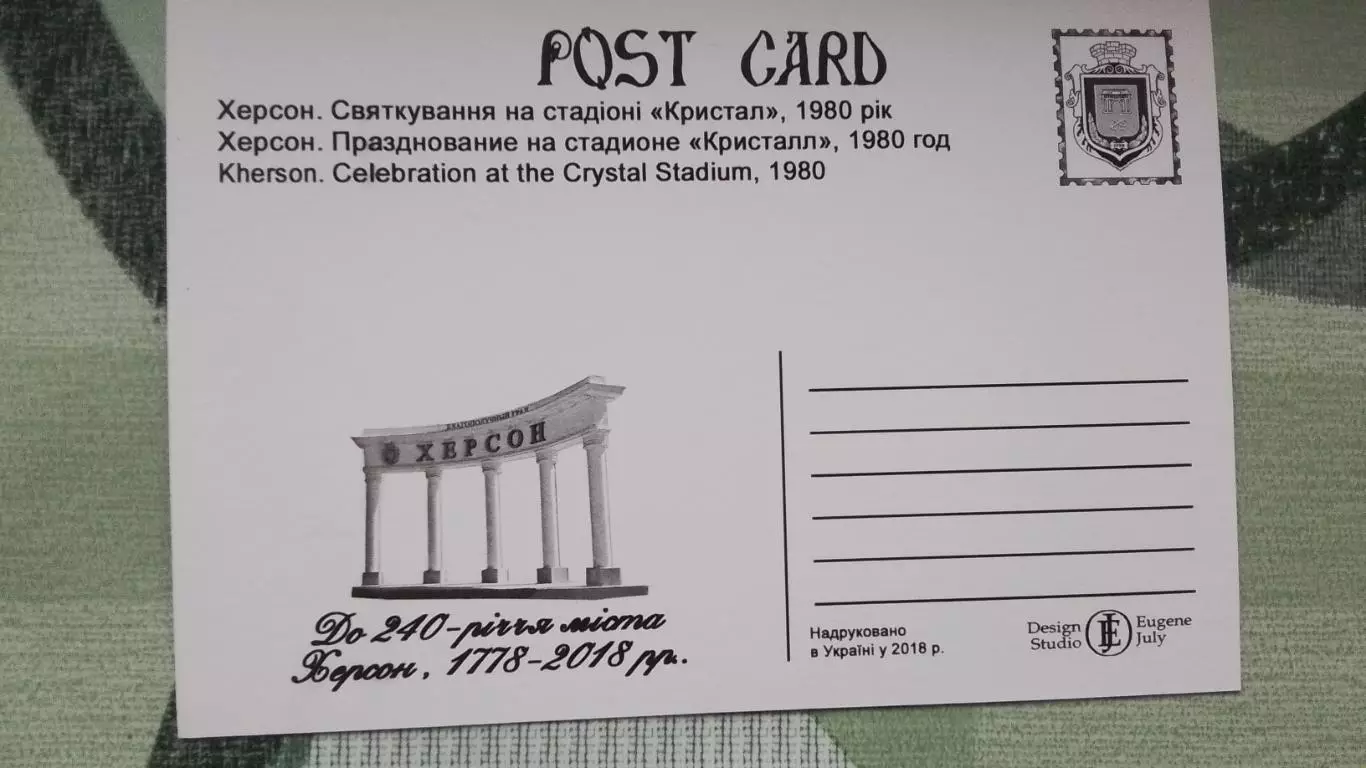 POST CARD
Херсон. Святкування на стадіоні «Кристал», 1980 рік
Херсон. Празднование на стадионе «Кристалл», 1980 год
Kherson. Celebration at the Crystal Stadium, 1980
БЛАГОПОЛУЧНЫЙ КРАЙ
ХЕРСОН
До 240-річчя міста
Херсон, 1778-2018 рр.
Надруковано
в Україні у 2018 р.
Design
Studio
Eugene
July